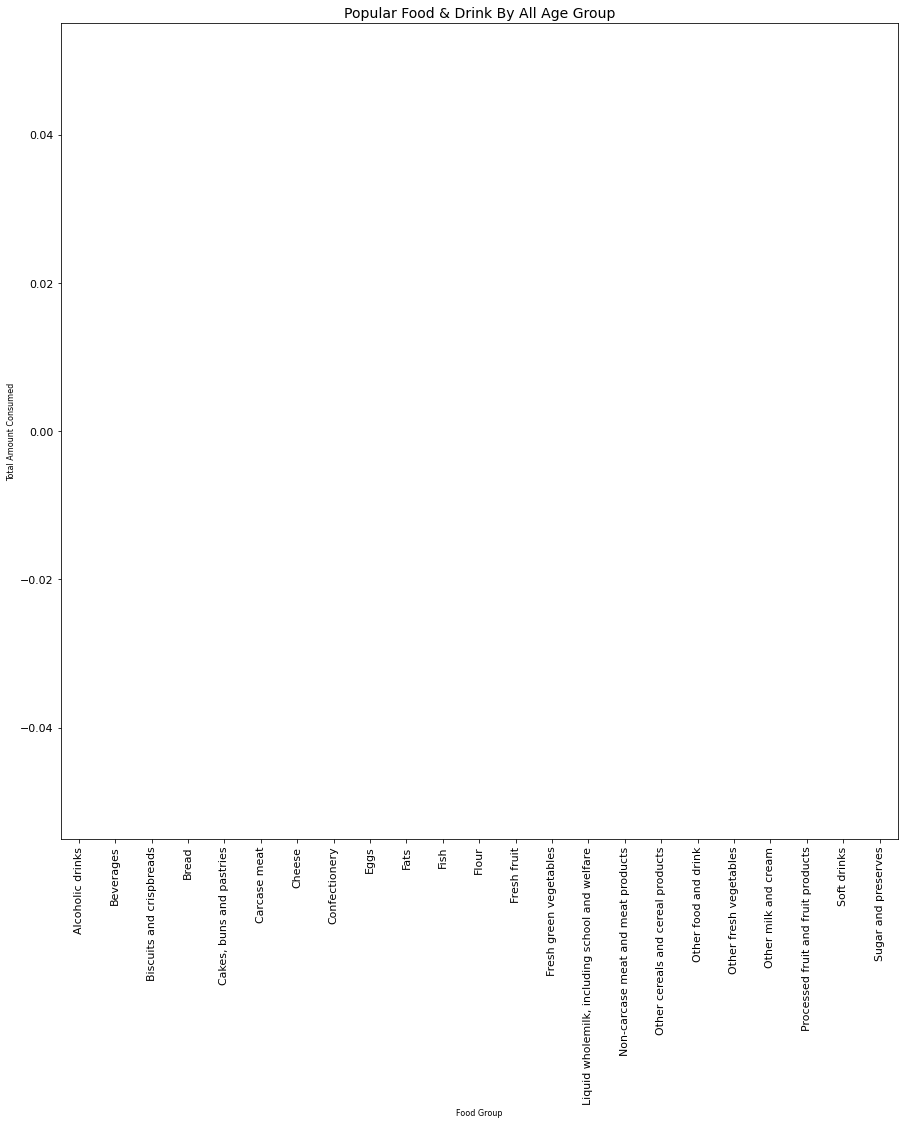 Popular Food & Drink By All Age Group
0.04
0.02
0.00
−0.02
−0.04
Total Amount Consumed
Alcoholic drinks
Beverages
Biscuits and crispbreads
Bread
Cakes, buns and pastries
Carcase meat
Cheese
Confectionery
Eggs
Fats
Fish
Flour
Fresh fruit
Fresh green vegetables
Liquid wholemilk, including school and welfare
Non-carcase meat and meat products
Other cereals and cereal products
Other food and drink
Other fresh vegetables
Other milk and cream
Processed fruit and fruit products
Soft drinks
Sugar and preserves
Food Group